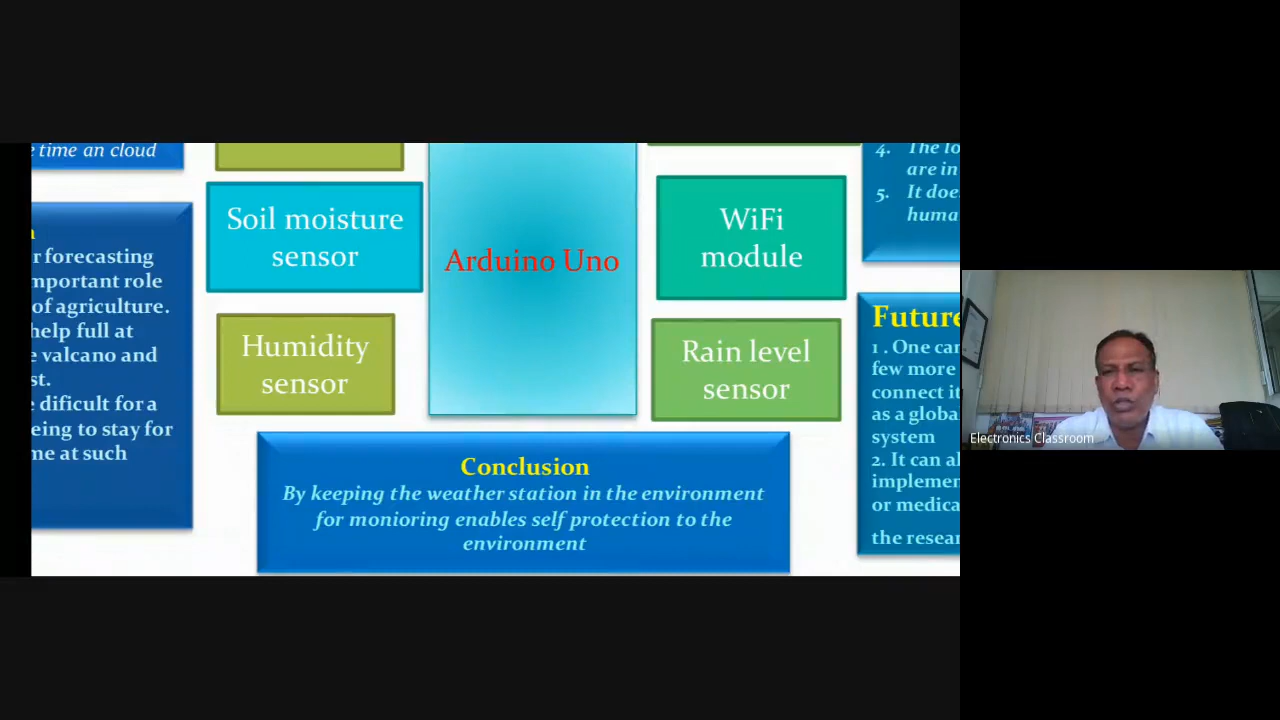 e time an cloud
r forecasting
mportant role
of agriculture.
help full at
e valcano and
st.
e dificult for a
eing to stay for
me at such
Soil moisture
sensor
Humidity
sensor
Arduino Uno
WiFi
module
Rain level
sensor
Conclusion
By keeping the weather station in the environment
for monioring enables self protection to the
environment
4. The lo
are in
5. It doe
huma
Future
1 . One can
few more
connect it
as a globa
system
2. It can al
implemen
or medica
the resear
Electronics Classroom